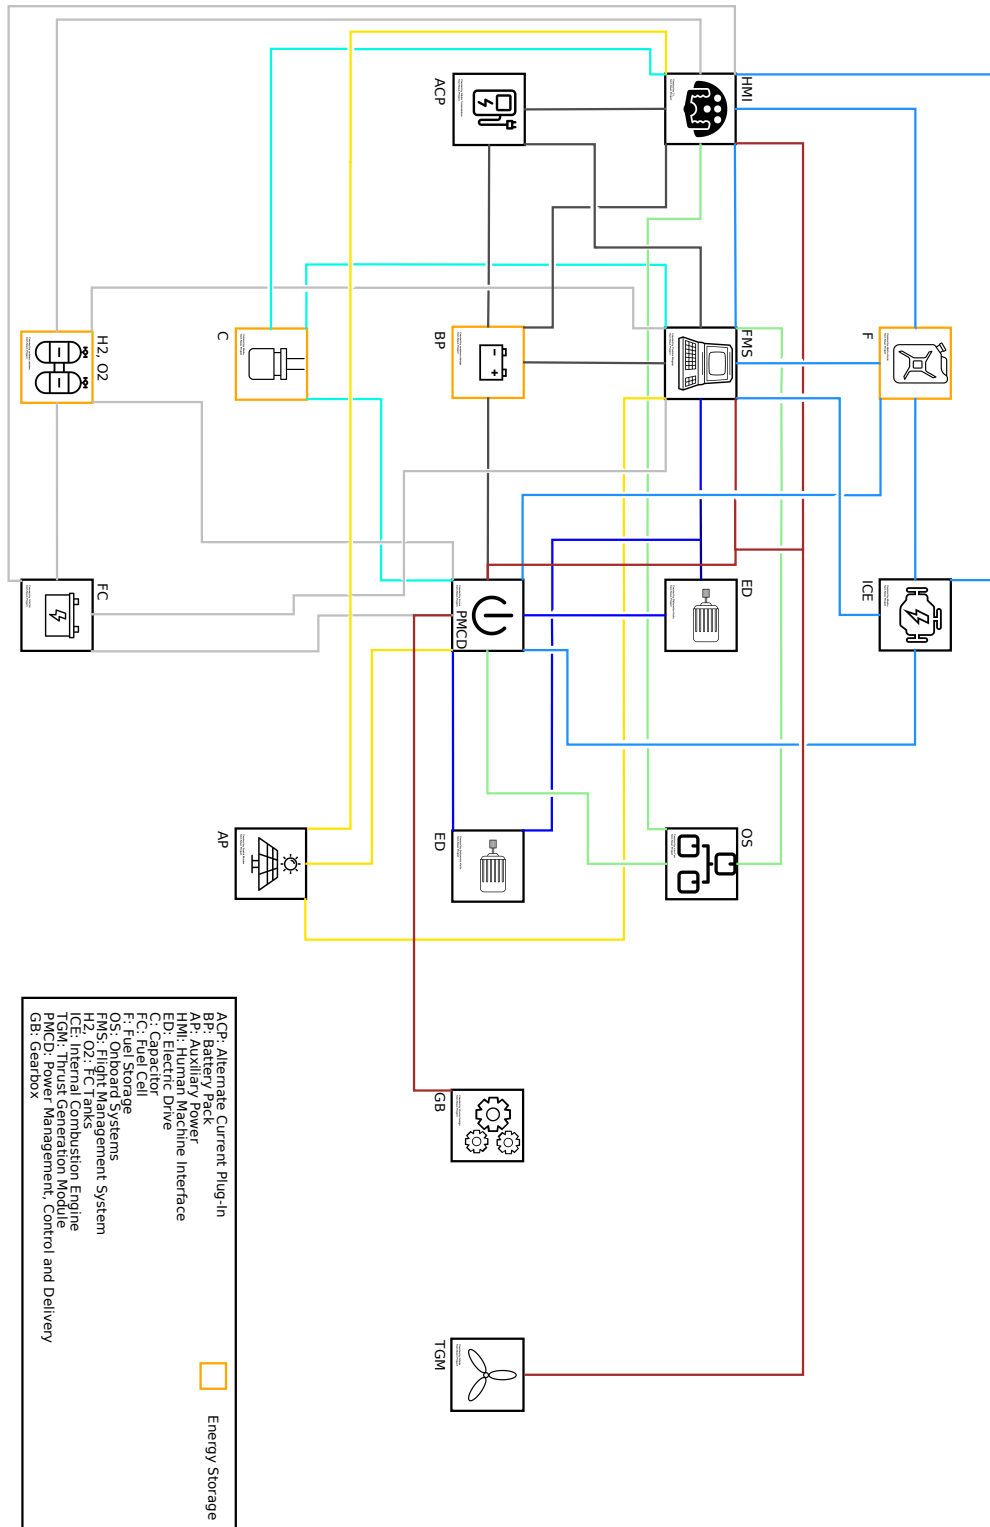 HMI
ACP
FMS
F
BP
C
H2, O2
ICE
ED
PMCD
FC
OS
ED
AP
GB
TGM
ACP: Alternate Current Plug-In
BP: Battery Pack
AP: Auxiliary Power
HMI: Human Machine Interface
ED: Electric Drive
C: Capacitor
FC: Fuel Cell
F: Fuel Storage
OS: Onboard Systems
FMS: Flight Management System
H2, O2: FC Tanks
ICE: Internal Combustion Engine
TGM: Thrust Generation Module
PMCD: Power Management, Control and Delivery
GB: Gearbox
Energy Storage